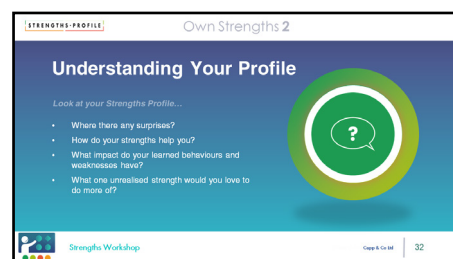 STRENGTHS-PROFILE
Own Strengths 2
Understanding Your Profile
Look at your Strengths Profile...
• Where there any surprises?
• How do your strengths help you?
• What impact do your learned behaviours and
weaknesses have?
• What one unrealised strength would you love to
do more of?
?
Strengths Workshop
Capp & Co ltd
32